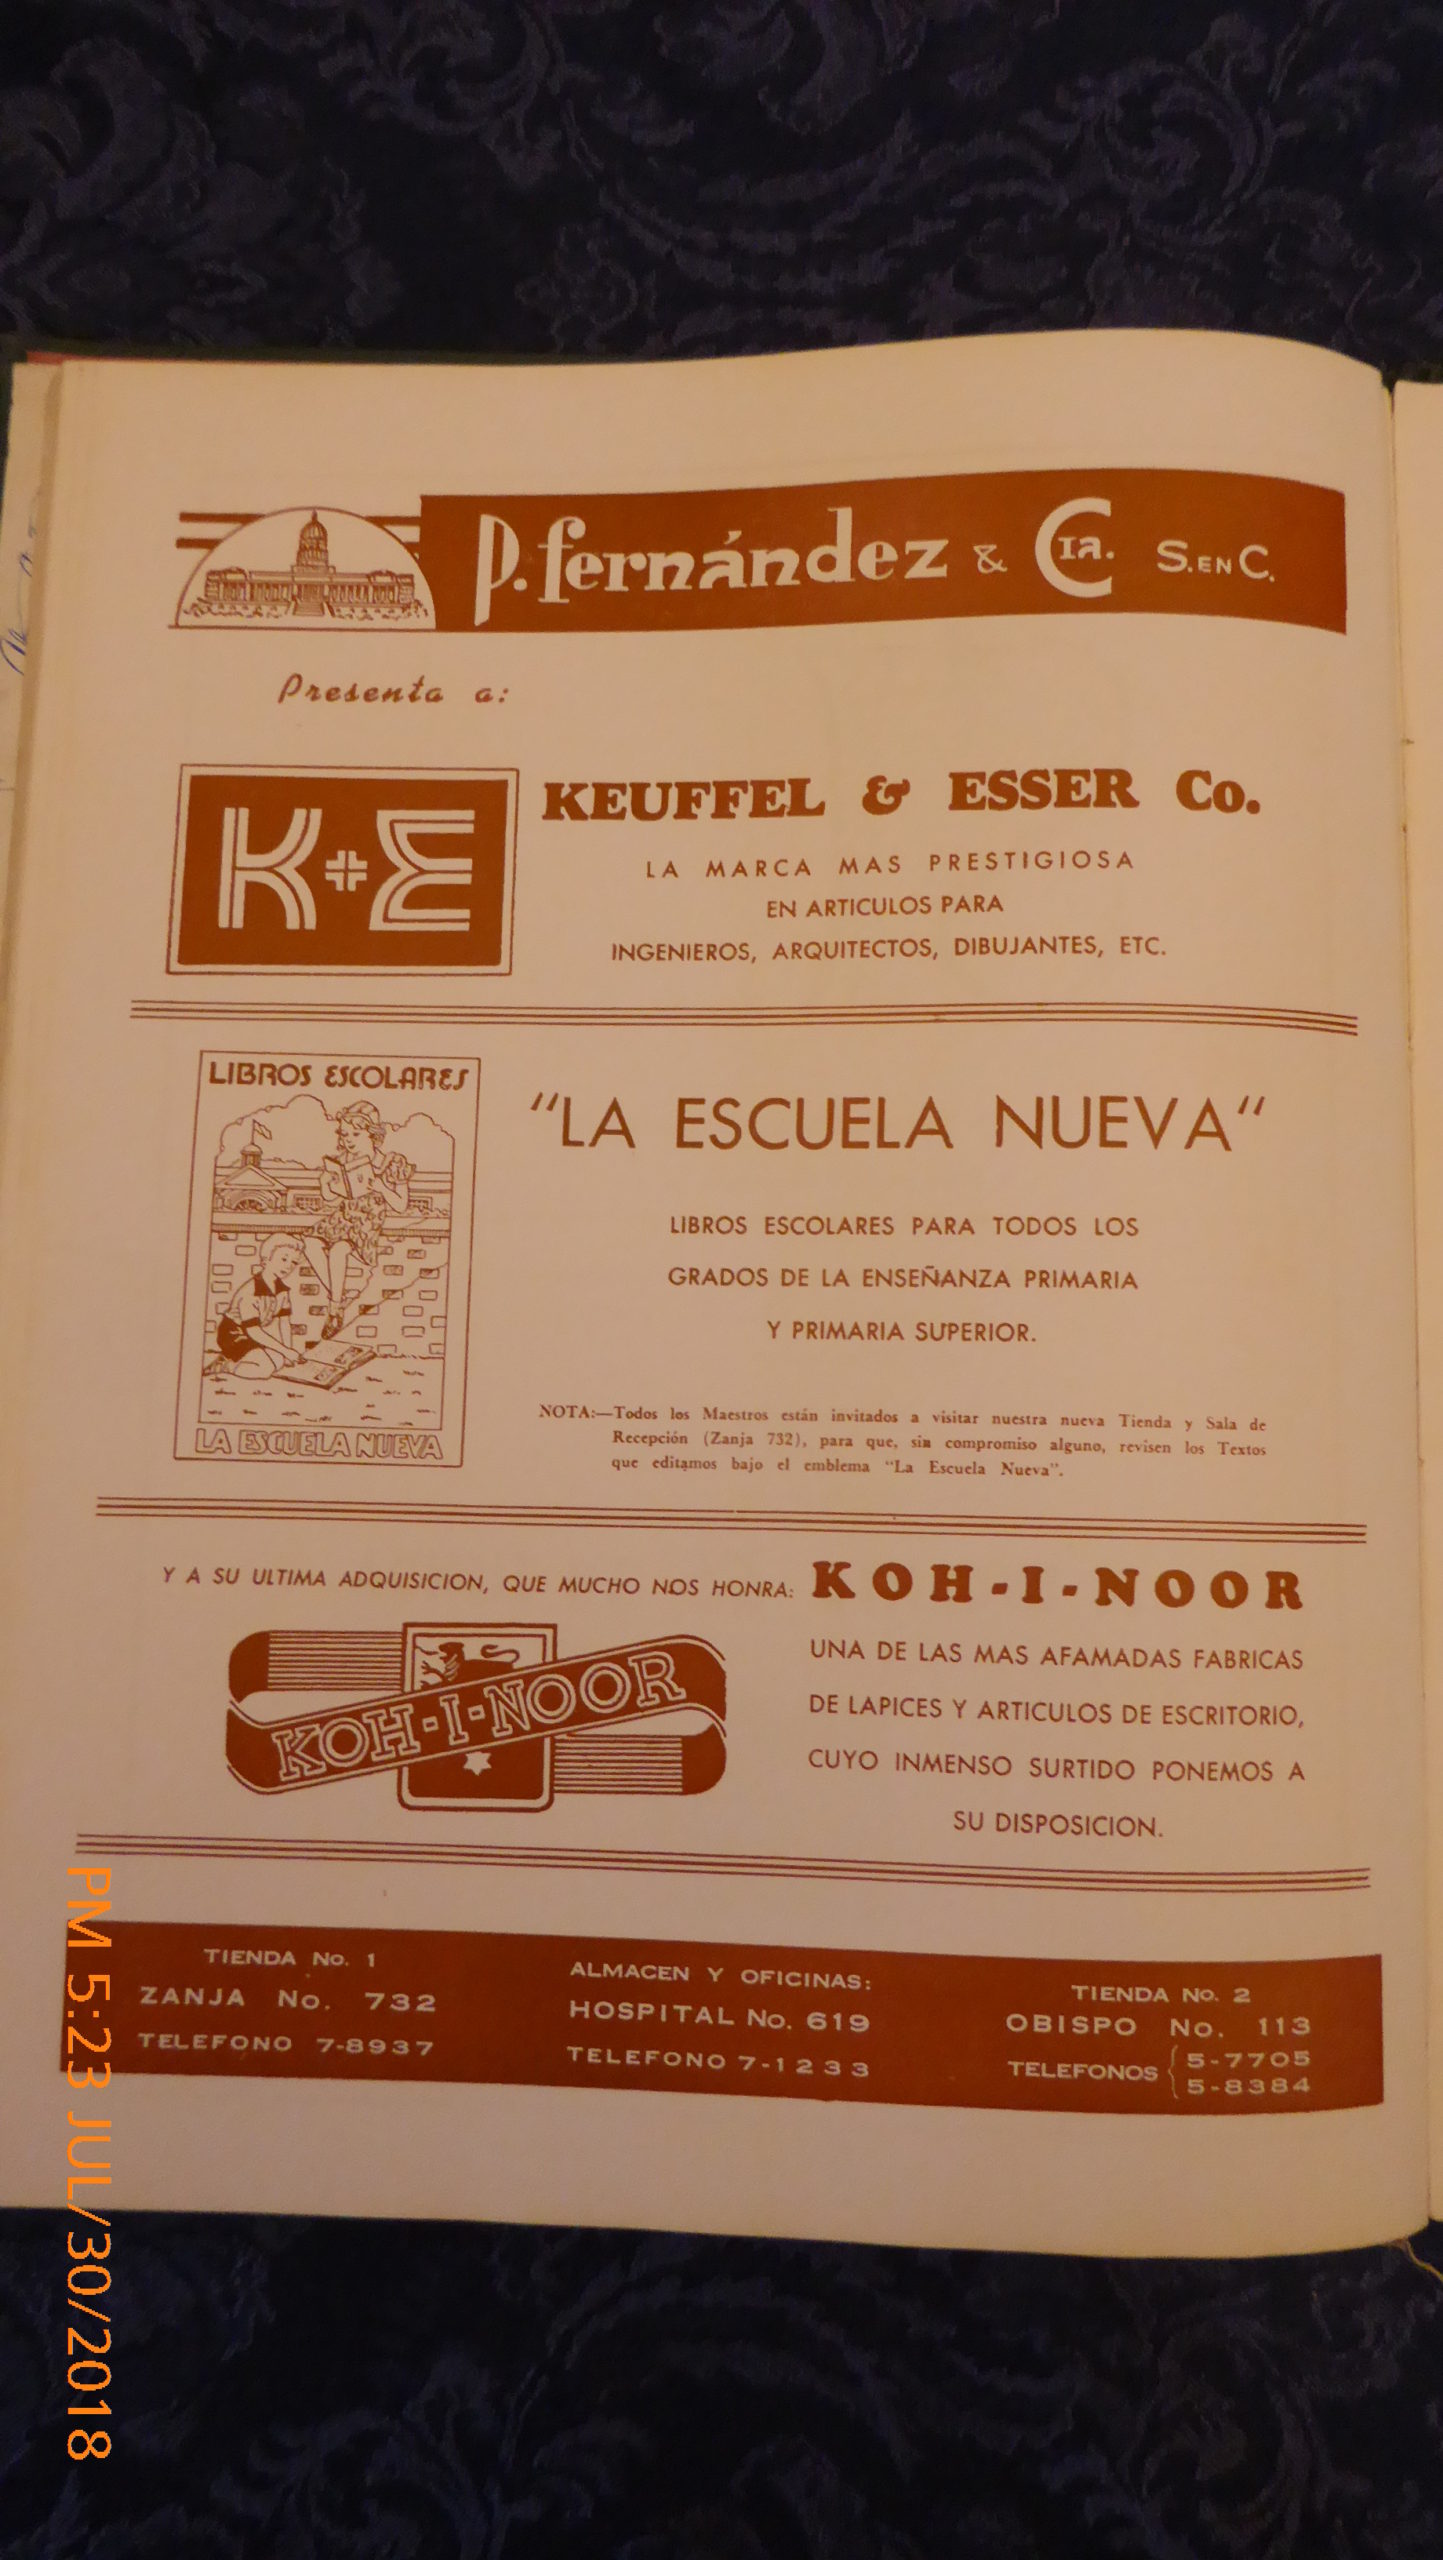 P. Fernández & Cía. S. EN C.
Presenta a:
K+E
KEUFFEL & ESSER Co.
LA MARCA MAS PRESTIGIOSA
EN ARTICULOS PARA
INGENIEROS, ARQUITECTOS, DIBUJANTES, ETC.
LIBROS ESCOLARES
LA ESCUELA NUEVA
"LA ESCUELA NUEVA"
LIBROS ESCOLARES PARA TODOS LOS
GRADOS DE LA ENSEÑANZA PRIMARIA
Y PRIMARIA SUPERIOR.
NOTA:—Todos los Maestros están invitados a visitar nuestra nueva Tienda y Sala de
Recepción (Zanja 732), para que, sin compromiso alguno, revisen los Textos
que editamos bajo el emblema "La Escuela Nueva".
Y A SU ULTIMA ADQUISICION, QUE MUCHO NOS HONRA: KOH-I-NOOR
KOH-I-NOOR
UNA DE LAS MAS AFAMADAS FABRICAS
DE LAPICES Y ARTICULOS DE ESCRITORIO,
CUYO INMENSO SURTIDO PONEMOS A
SU DISPOSICION.
TIENDA No. 1
ZANJA No. 732
TELEFONO 7-8937
ALMACEN Y OFICINAS:
HOSPITAL No. 619
TELEFONO 7-1233
TIENDA No. 2
OBISPO No. 113
TELEFONOS { 5-7705
5-8384
PM 5:23 JUL/30/2018